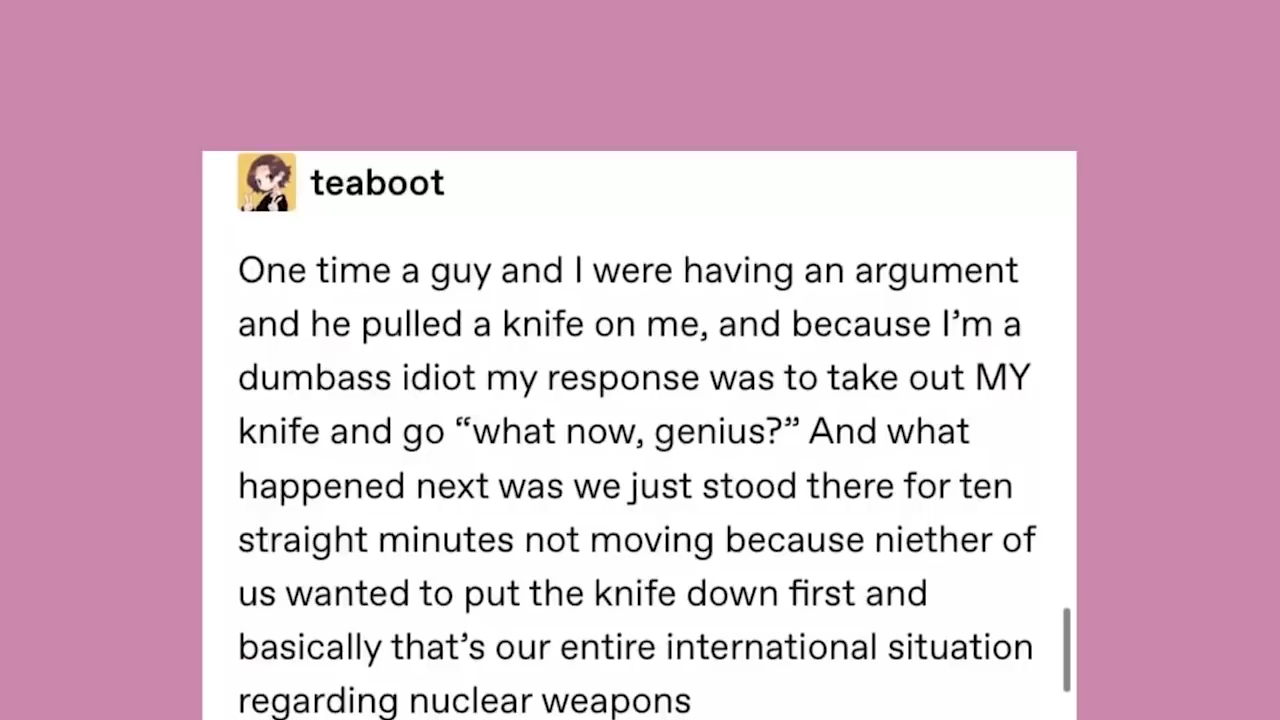 teaboot
One time a guy and I were having an argument
and he pulled a knife on me, and because I’m a
dumbass idiot my response was to take out MY
knife and go “what now, genius?” And what
happened next was we just stood there for ten
straight minutes not moving because niether of
us wanted to put the knife down first and
basically that’s our entire international situation
regarding nuclear weapons